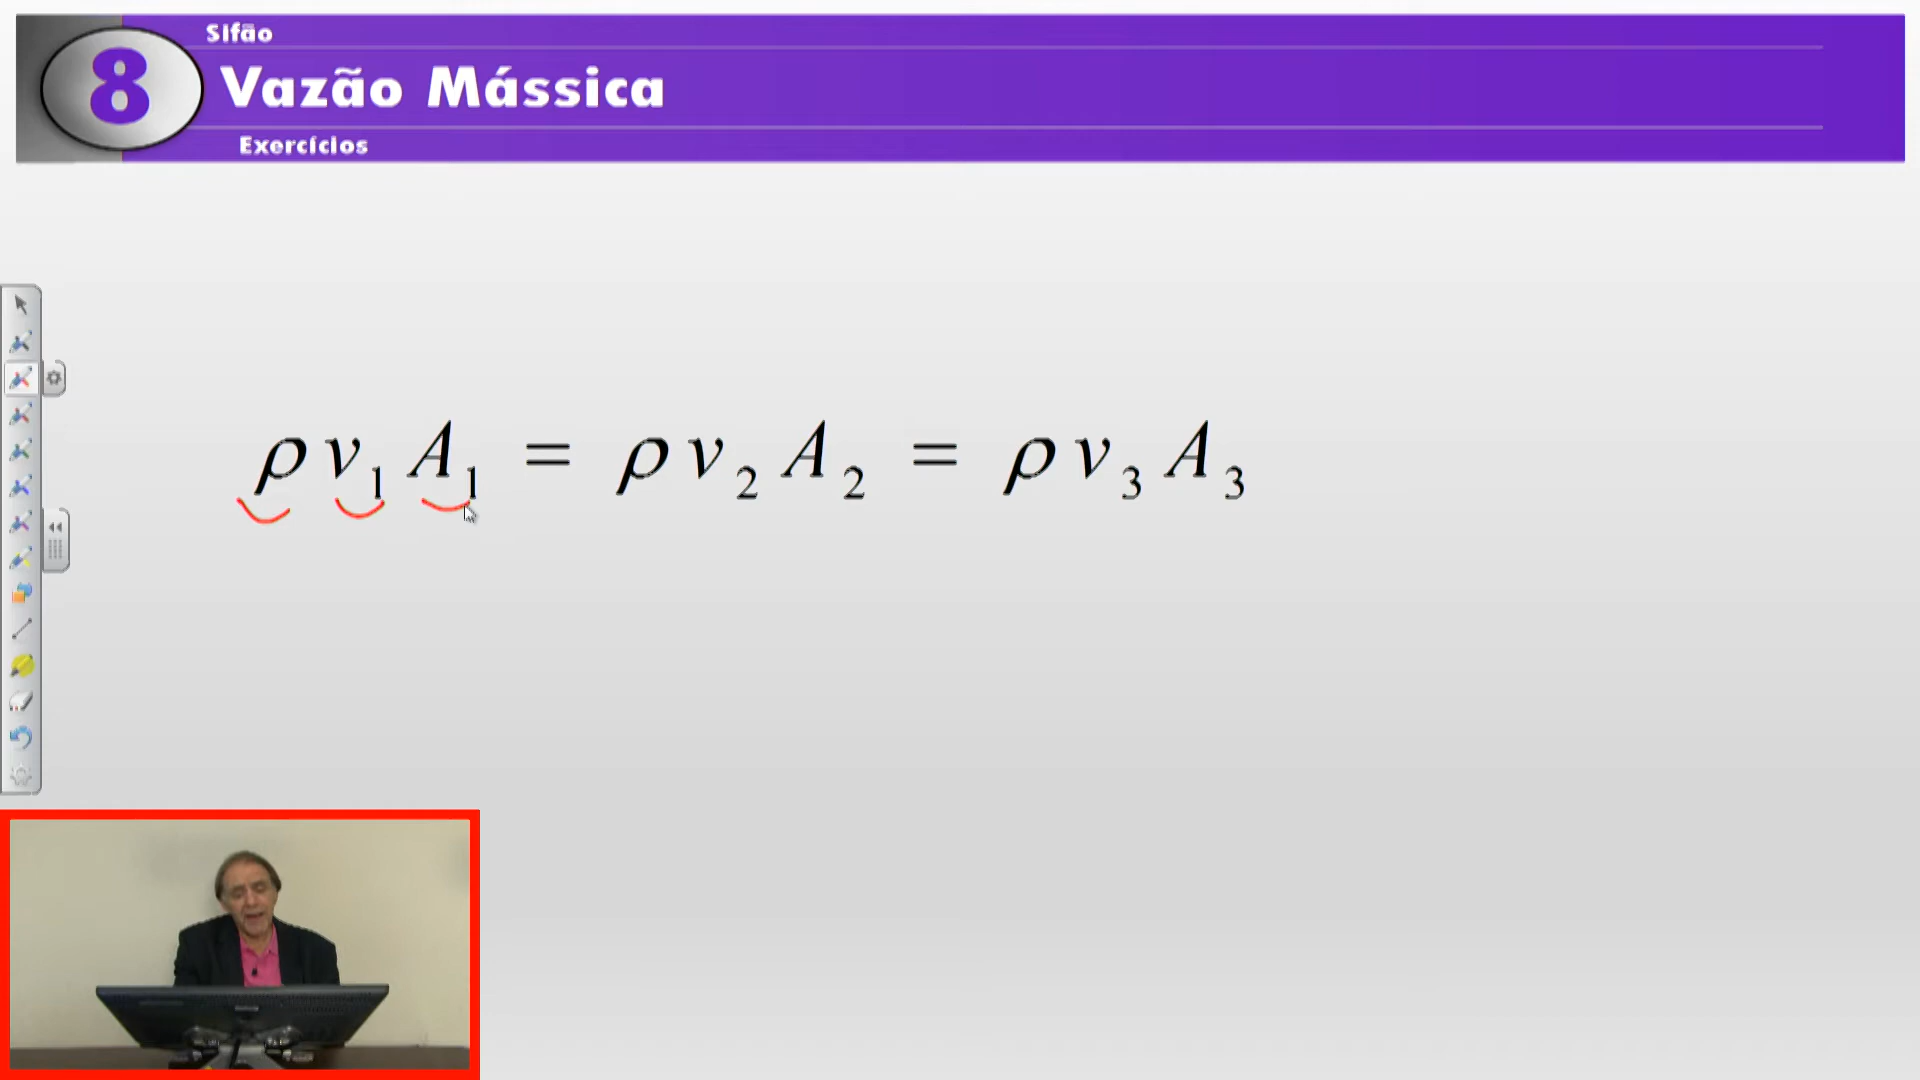 Sifão
8
Vazão Mássica
Exercícios
ρ v₁ A₁ = ρ v₂ A₂ = ρ v₃ A₃